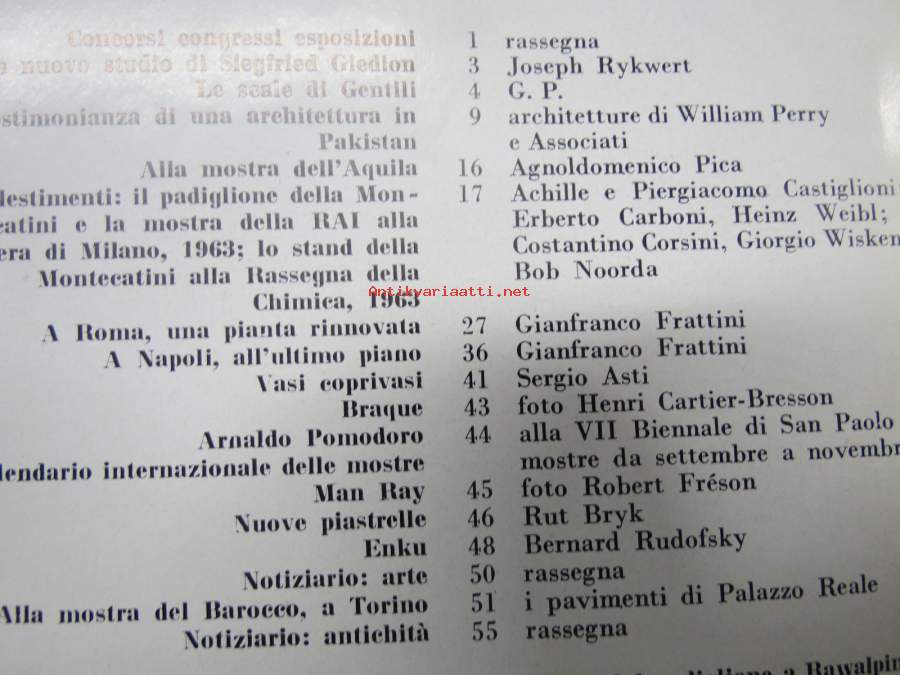 Concorsi congressi esposizioni 1 rassegna
nuovo studio di Siegfried Giedion 3 Joseph Rykwert
Le scale di Gentili 4 G. P.
stimonianza di una architettura in 9 architetture di William Perry
Pakistan e Associati
Alla mostra dell'Aquila 16 Agnoldomenico Pica
lestimenti: il padiglione della Mon- 17 Achille e Piergiacomo Castiglioni
catini e la mostra della RAI alla Erberto Carboni, Heinz Weibl;
era di Milano, 1963; lo stand della Costantino Corsini, Giorgio Wisken
Montecatini alla Rassegna della Bob Noorda
Chimica, 1963
Antikvariaatti.net
A Roma, una pianta rinnovata 27 Gianfranco Frattini
A Napoli, all'ultimo piano 36 Gianfranco Frattini
Vasi coprivasi 41 Sergio Asti
Braque 43 foto Henri Cartier-Bresson
Arnaldo Pomodoro 44 alla VII Biennale di San Paolo
lendario internazionale delle mostre mostre da settembre a novembr
Man Ray 45 foto Robert Fréson
Nuove piastrelle 46 Rut Bryk
Enku 48 Bernard Rudofsky
Notiziario: arte 50 rassegna
Alla mostra del Barocco, a Torino 51 i pavimenti di Palazzo Reale
Notiziario: antichità 55 rassegna
a Rawalpin